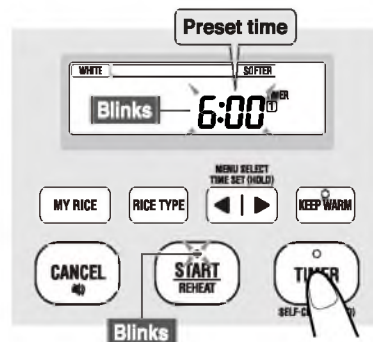 Preset time
WHITE
SOFTER
Blinks
6:00
1
MENU SELECT
TIME SET (HOLD)
MY RICE
RICE TYPE
KEEP WARM
CANCEL
START
REHEAT
Blinks